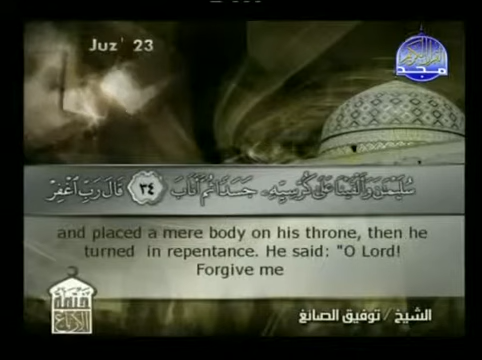 Juz' 23
سُلَيْمَٰنَ وَأَلْقَيْنَا عَلَىٰ كُرْسِيِّهِۦ جَسَدًا ثُمَّ أَنَابَ ٣٤ قَالَ رَبِّ ٱغْفِرْ
and placed a mere body on his throne, then he
turned in repentance. He said: "O Lord!
Forgive me
الشيخ / توفيق الصائغ